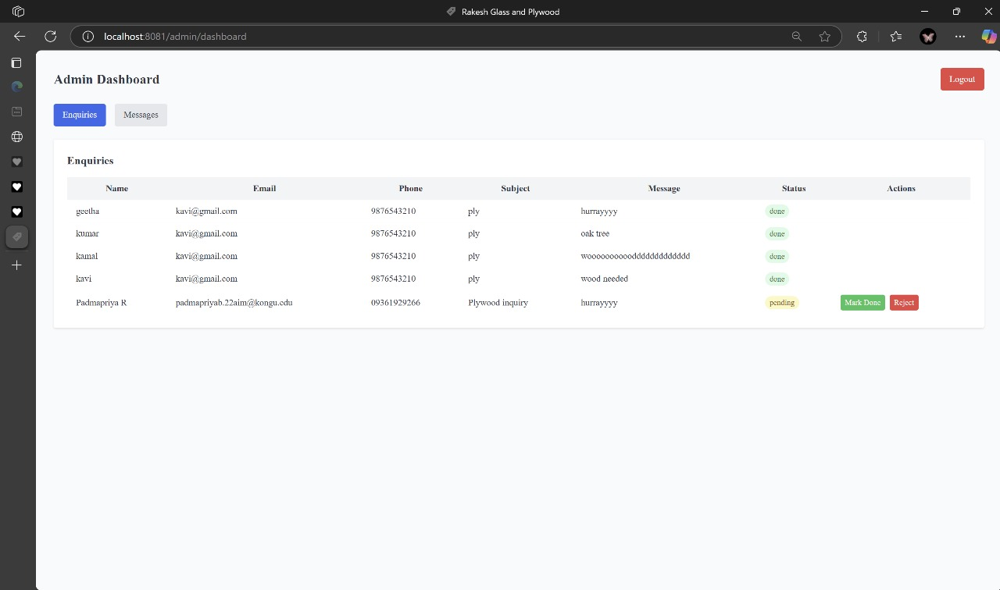 Rakesh Glass and Plywood
localhost:8081/admin/dashboard
Admin Dashboard
Logout
Enquiries Messages
Enquiries
Name Email Phone Subject Message Status Actions
geetha kavi@gmail.com 9876543210 ply hurrayyyy done
kumar kavi@gmail.com 9876543210 ply oak tree done
kamal kavi@gmail.com 9876543210 ply wooooooooooddddddddddddd done
kavi kavi@gmail.com 9876543210 ply wood needed done
Padmapriya R padmapriyab.22aim@kongu.edu 09361929266 Plywood inquiry hurrayyyy pending Mark Done Reject